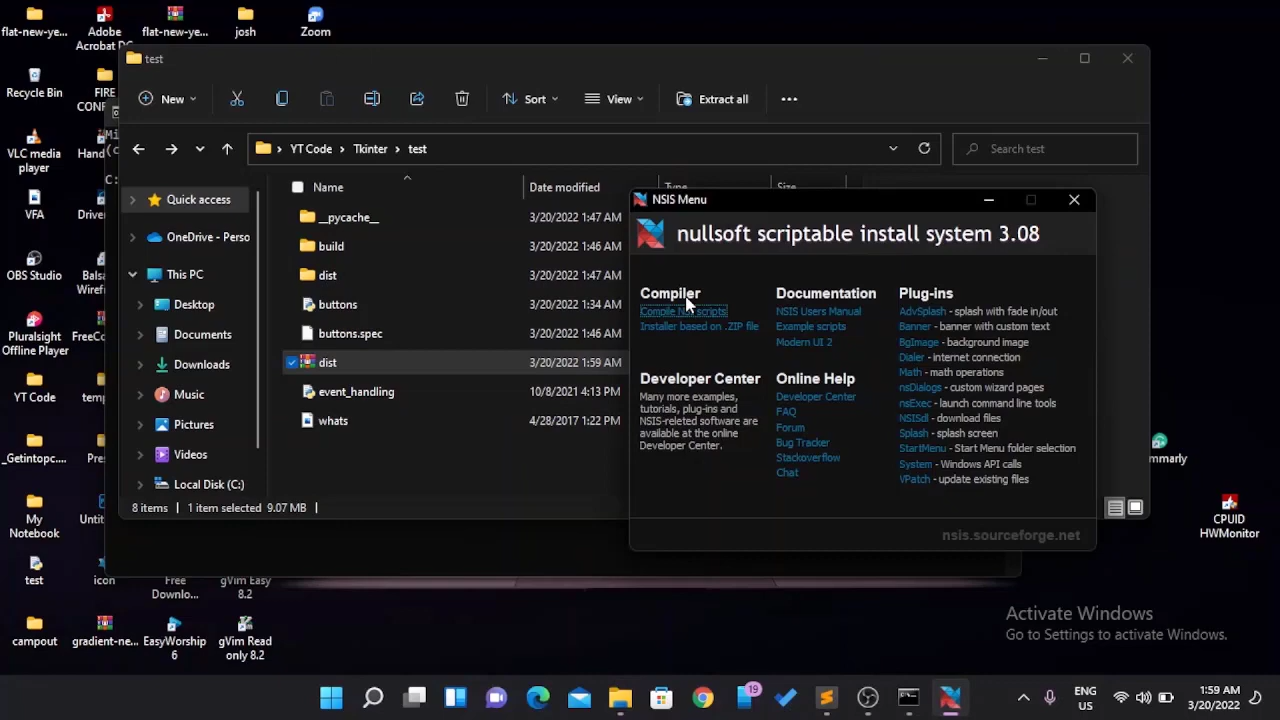 flat-new-ye...
Adobe
Acrobat DC
flat-new-ye...
josh
Zoom
Recycle Bin
FIRE
VLC media
player
VFA
OBS Studio
Pluralsight
Offline Player
YT Code
_Getintopc....
My
Notebook
test
icon
Free
Downlo...
gVim Easy
8.2
campout
gradient-ne...
EasyWorship
6
gVim Read
only 8.2
CPUID
HWMonitor
test
New
Sort
View
Extract all
YT Code
Tkinter
test
Search test
Name
Date modified
Type
Size
Quick access
OneDrive - Perso
This PC
Desktop
Documents
Downloads
Music
Pictures
Videos
Local Disk (C:)
__pycache__ 3/20/2022 1:47 AM
build 3/20/2022 1:46 AM
dist 3/20/2022 1:47 AM
buttons 3/20/2022 1:34 AM
buttons.spec 3/20/2022 1:46 AM
dist 3/20/2022 1:59 AM
event_handling 10/8/2021 4:13 PM
whats 4/28/2017 1:22 PM
8 items
1 item selected 9.07 MB
NSIS Menu
nullsoft scriptable install system 3.08
Compiler
Compile NSI scripts
Installer based on .ZIP file
Developer Center
Many more examples,
tutorials, plug-ins and
NSIS-releted software are
available at the online
Developer Center.
Documentation
NSIS Users Manual
Example scripts
Modern UI 2
Online Help
Developer Center
FAQ
Forum
Bug Tracker
Stackoverflow
Chat
Plug-ins
AdvSplash - splash with fade in/out
Banner - banner with custom text
BgImage - background image
Dialer - internet connection
Math - math operations
nsDialogs - custom wizard pages
nsExec - launch command line tools
NSISdl - download files
Splash - splash screen
StartMenu - Start Menu folder selection
System - Windows API calls
VPatch - update existing files
nsis.sourceforge.net
Activate Windows
Go to Settings to activate Windows.
19
ENG
US
1:59 AM
3/20/2022